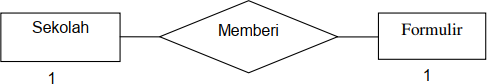 Sekolah
Memberi
Formulir
1
1